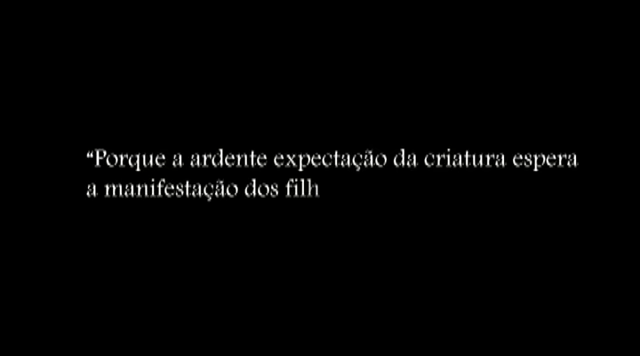 “Porque a ardente expectação da criatura espera
a manifestação dos filh